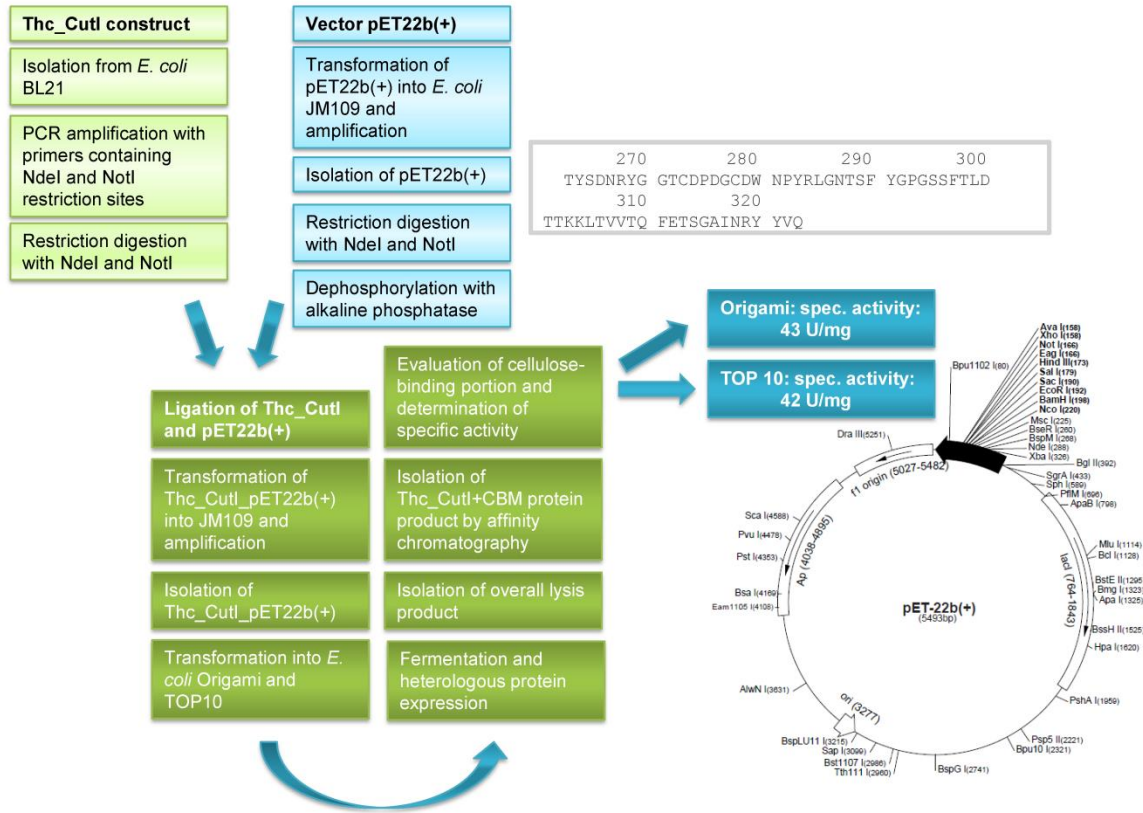 Thc_CutI construct
Isolation from E. coli
BL21
PCR amplification with
primers containing
NdeI and NotI
restriction sites
Restriction digestion
with NdeI and NotI
Vector pET22b(+)
Transformation of
pET22b(+) into E. coli
JM109 and
amplification
Isolation of pET22b(+)
Restriction digestion
with NdeI and NotI
Dephosphorylation with
alkaline phosphatase
270 280 290 300
TYSDNRYG GTCDPDGCDW NPYRLGNTSF YGPGSSFTLD
310 320
TTKKLTVVTQ FETSGAINRY YVQ
Ligation of Thc_CutI
and pET22b(+)
Transformation of
Thc_CutI_pET22b(+)
into JM109 and
amplification
Isolation of
Thc_CutI_pET22b(+)
Transformation into E.
coli Origami and
TOP10
Evaluation of cellulose-
binding portion and
determination of
specific activity
Isolation of
Thc_CutI+CBM protein
product by affinity
chromatography
Isolation of overall lysis
product
Fermentation and
heterologous protein
expression
Origami: spec. activity:
43 U/mg
TOP 10: spec. activity:
42 U/mg
Ava I(158)
Xho I(158)
Not I(166)
Eag I(166)
Hind III(173)
Sal I(179)
Sac I(190)
EcoR I(192)
BamH I(198)
Nco I(220)
Msc I(225)
BseR I(260)
BspM I(268)
Nde I(288)
Xba I(326)
Bgl II(392)
SgrA I(433)
Sph I(589)
PflM I(696)
ApaB I(798)
Mlu I(1114)
Bcl I(1128)
BstE II(1295)
Bmg I(1323)
Apa I(1325)
BssH II(1525)
Hpa I(1620)
PshA I(1959)
Psp5 II(2221)
Bpu10 I(2321)
BspG I(2741)
Tth111 I(2960)
Bst1107 I(2986)
Sap I(3099)
BspLU11 I(3215)
AlwN I(3631)
Eam1105 I(4108)
Bsa I(4169)
Pst I(4353)
Pvu I(4478)
Sca I(4588)
Dra III(5251)
Bpu1102 I(80)
f1 origin (5027-5482)
Ap (4038-4895)
lacI (764-1843)
ori (3277)
pET-22b(+)
(5493bp)